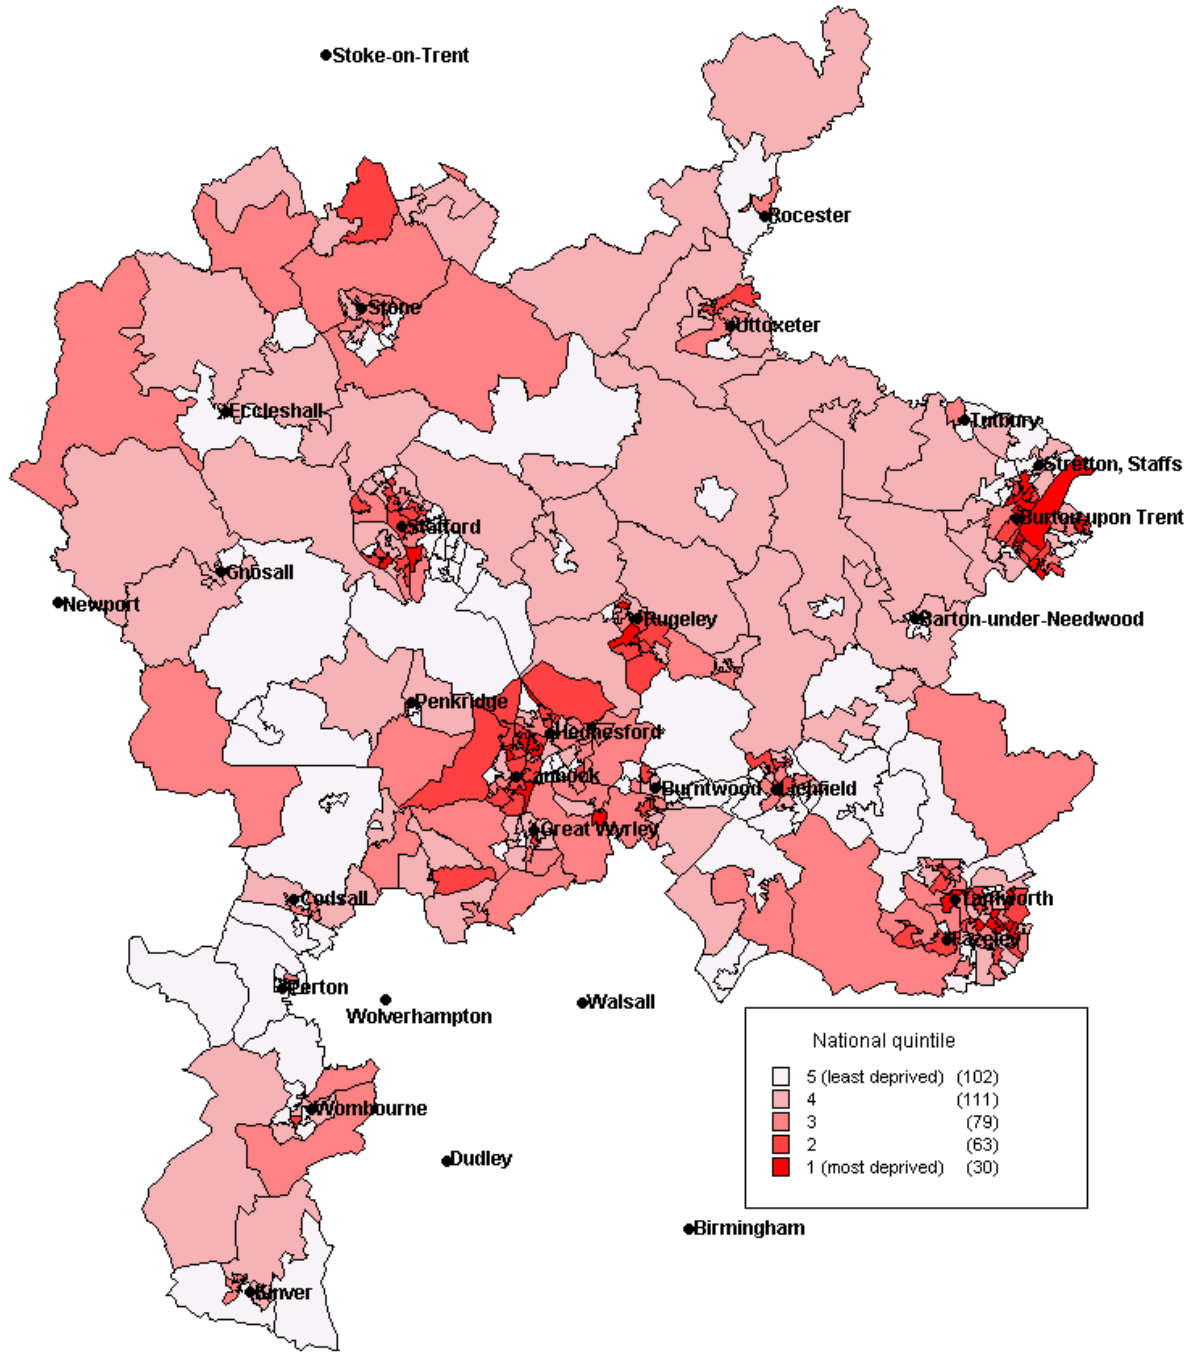 Stoke-on-Trent
Rocester
Stone
Uttoxeter
Eccleshall
Tutbury
Stretton, Staffs
Burton upon Trent
Stafford
Gnosall
Newport
Rugeley
Barton-under-Needwood
Penkridge
Hednesford
Cannock
Burntwood
Lichfield
Great Wyrley
Codsall
Tamworth
Fazeley
Perton
Wolverhampton
Walsall
National quintile
5 (least deprived) (102)
4 (111)
3 (79)
2 (63)
1 (most deprived) (30)
Wombourne
Dudley
Birmingham
Kinver